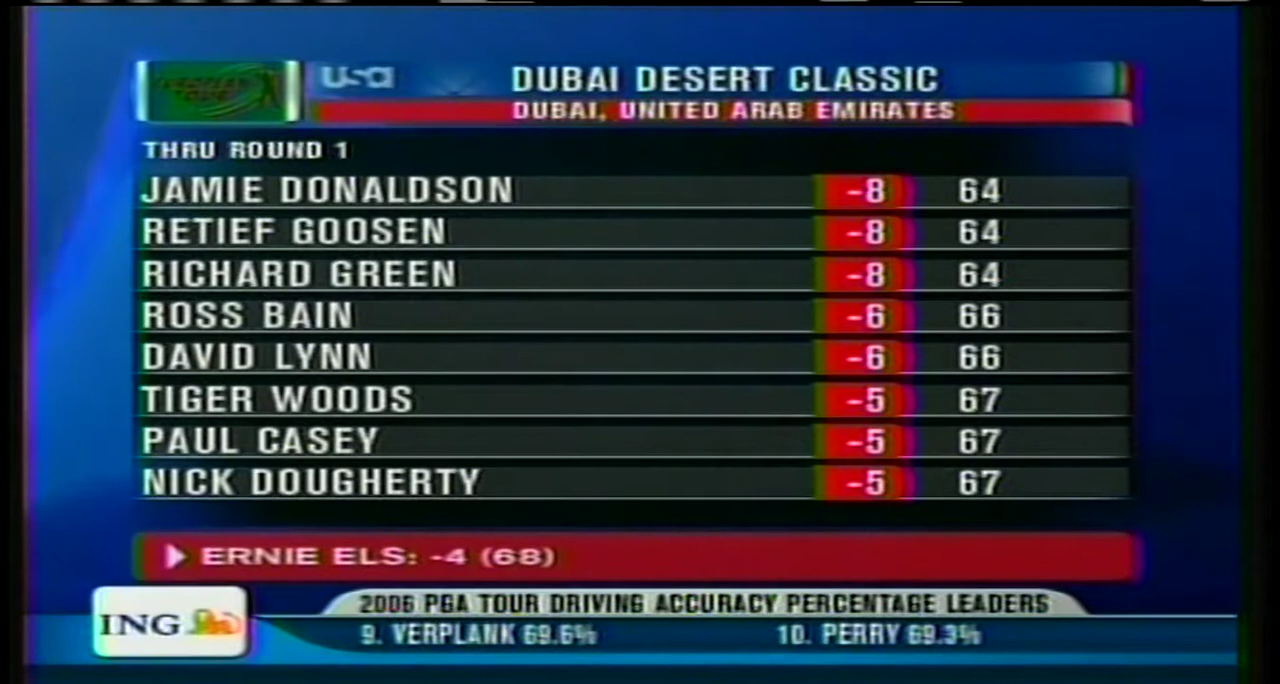 usa DUBAI DESERT CLASSIC
DUBAI, UNITED ARAB EMIRATES
THRU ROUND 1
JAMIE DONALDSON -8 64
RETIEF GOOSEN -8 64
RICHARD GREEN -8 64
ROSS BAIN -6 66
DAVID LYNN -6 66
TIGER WOODS -5 67
PAUL CASEY -5 67
NICK DOUGHERTY -5 67
ERNIE ELS: -4 (68)
ING
2006 PGA TOUR DRIVING ACCURACY PERCENTAGE LEADERS
9. VERPLANK 69.6% 10. PERRY 69.3%